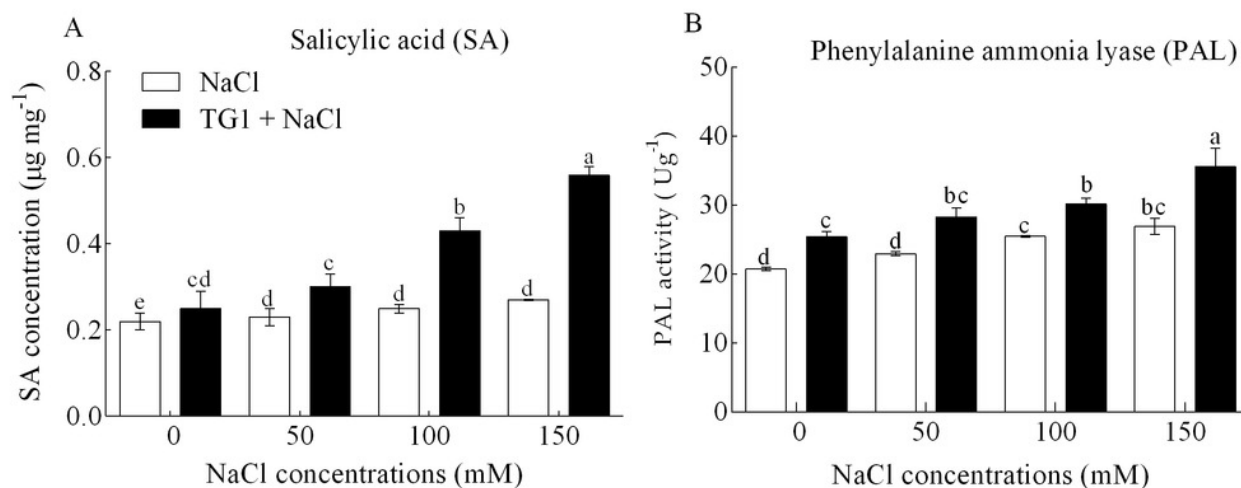 A
Salicylic acid (SA)
NaCl
TG1 + NaCl
SA concentration (µg mg⁻¹)
0.8
0.6
0.4
0.2
0.0
e
cd
d
c
d
b
d
a
0
50
100
150
NaCl concentrations (mM)
B
Phenylalanine ammonia lyase (PAL)
PAL activity ( Ug⁻¹)
50
40
30
20
10
0
d
c
d
bc
c
b
bc
a
0
50
100
150
NaCl concentrations (mM)